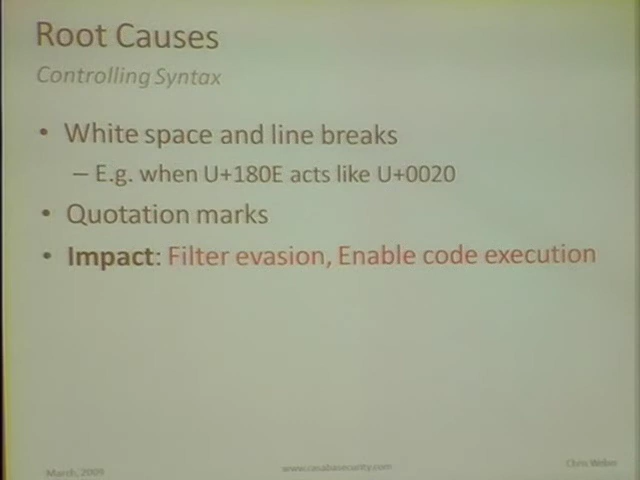 Root Causes
Controlling Syntax
• White space and line breaks
– E.g. when U+180E acts like U+0020
• Quotation marks
• Impact: Filter evasion, Enable code execution
March, 2009
www.casabasecurity.com
Chris Weber